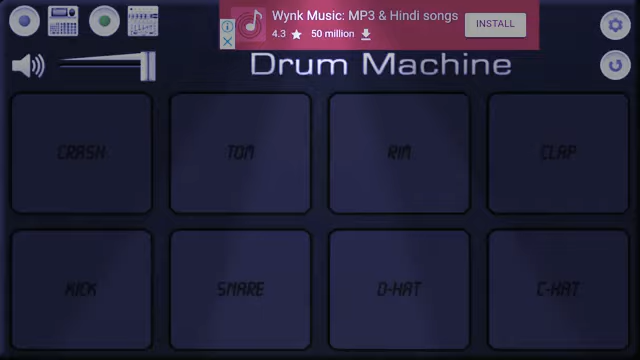 Wynk Music: MP3 & Hindi songs
4.3 ★ 50 million
INSTALL
Drum Machine
CRASH
TOM
RIM
CLAP
KICK
SNARE
O-HAT
C-HAT